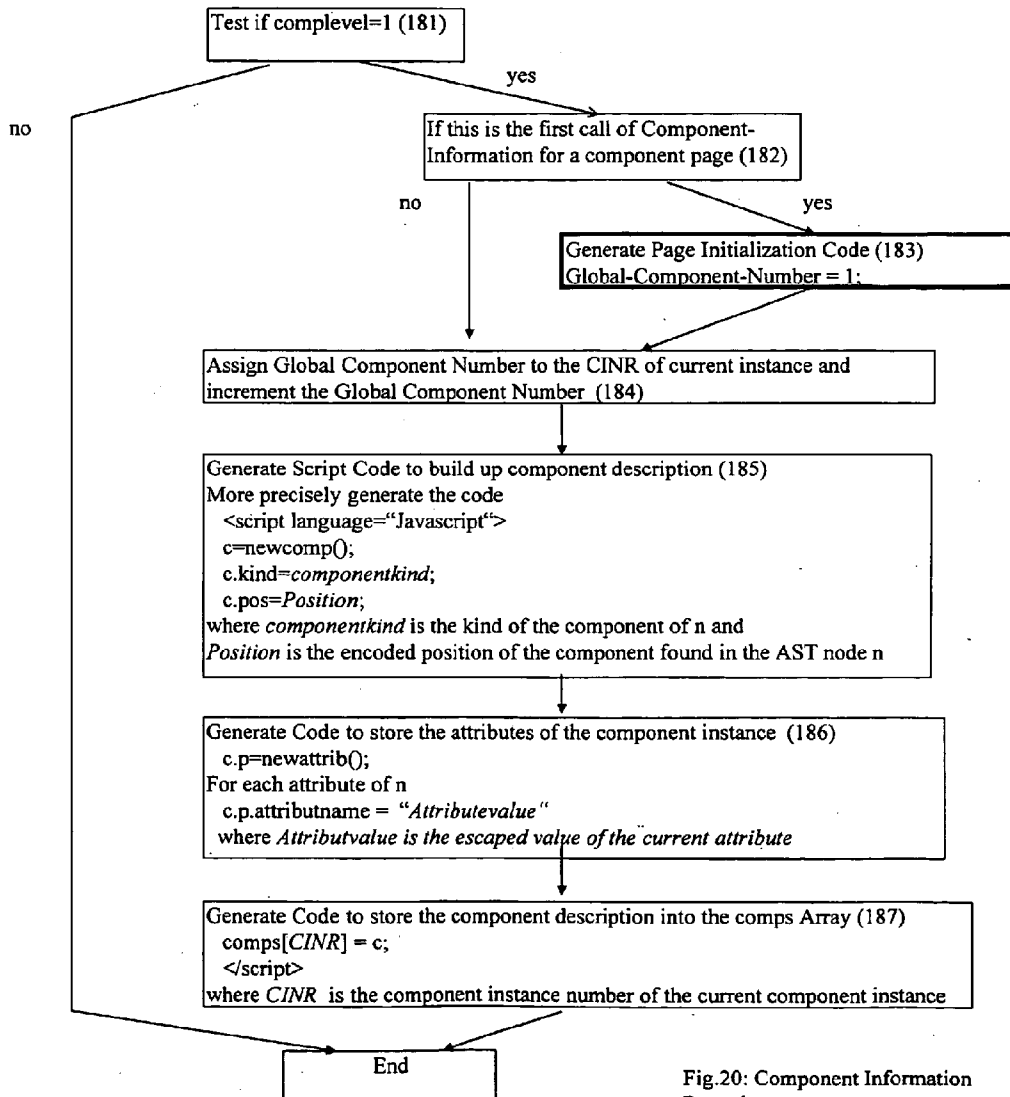 Test if complevel=1 (181)
yes
no
If this is the first call of Component-
Information for a component page (182)
no
yes
Generate Page Initialization Code (183)
Global-Component-Number = 1;
Assign Global Component Number to the CINR of current instance and
increment the Global Component Number (184)
Generate Script Code to build up component description (185)
More precisely generate the code
<script language=“Javascript“>
c=newcomp();
c.kind=componentkind;
c.pos=Position;
where componentkind is the kind of the component of n and
Position is the encoded position of the component found in the AST node n
Generate Code to store the attributes of the component instance (186)
c.p=newattrib();
For each attribute of n
c.p.attributname = “Attributevalue“
where Attributvalue is the escaped value of the current attribute
Generate Code to store the component description into the comps Array (187)
comps[CINR] = c;
</script>
where CINR is the component instance number of the current component instance
End
Fig.20: Component Information